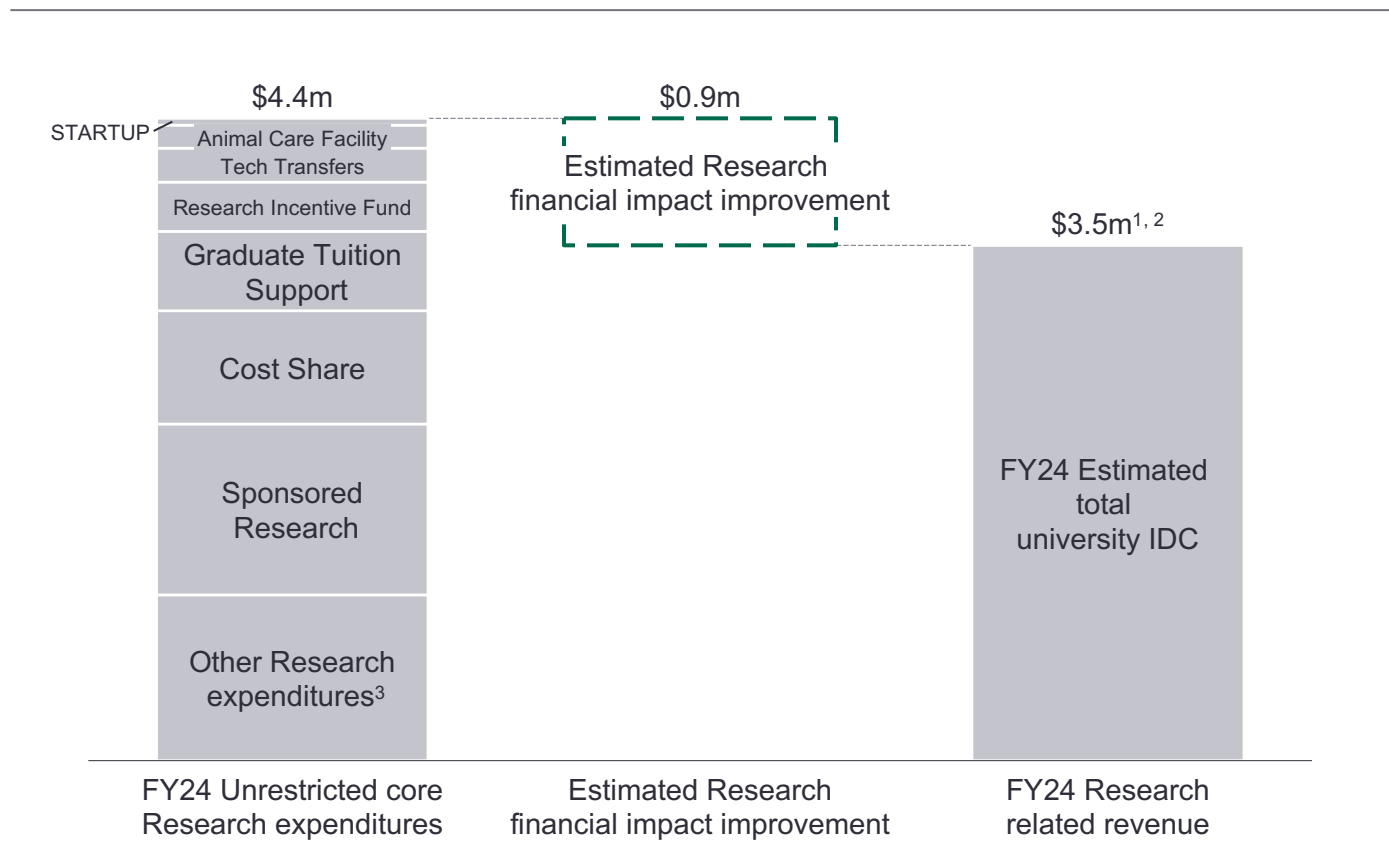 $4.4m
STARTUP
Animal Care Facility
Tech Transfers
Research Incentive Fund
Graduate Tuition
Support
Cost Share
Sponsored
Research
Other Research
expenditures³
$0.9m
Estimated Research
financial impact improvement
$3.5m¹˒ ²
FY24 Estimated
total
university IDC
FY24 Unrestricted core
Research expenditures
Estimated Research
financial impact improvement
FY24 Research
related revenue